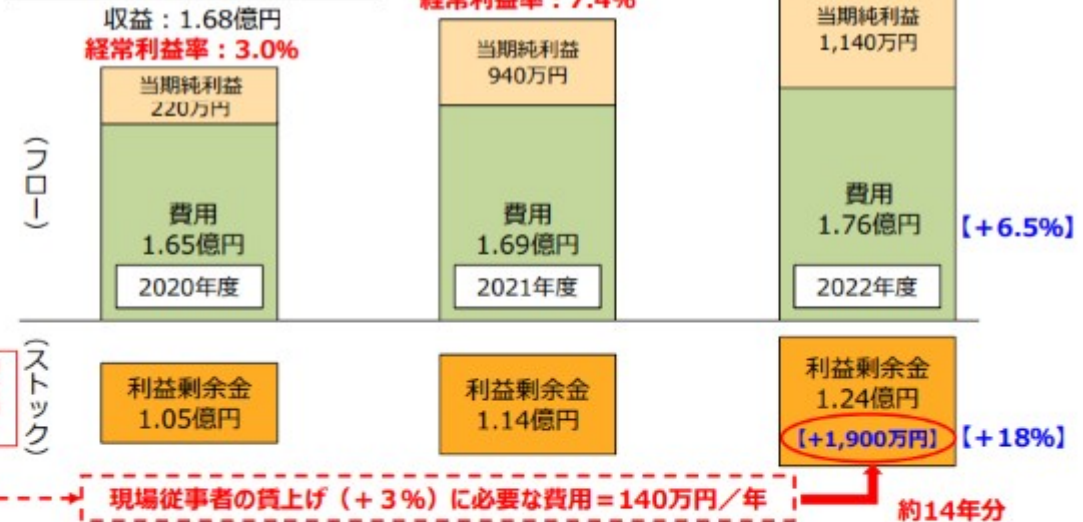 収益：1.68億円
経常利益率：3.0%
経常利益率：7.4%
当期純利益
220万円
当期純利益
940万円
当期純利益
1,140万円
（フロー）
費用
1.65億円
2020年度
費用
1.69億円
2021年度
費用
1.76億円
2022年度
【+6.5%】
（ストック）
利益剰余金
1.05億円
利益剰余金
1.14億円
利益剰余金
1.24億円
【+1,900万円】
【+18%】
現場従事者の賃上げ（+３%）に必要な費用＝140万円／年
約14年分